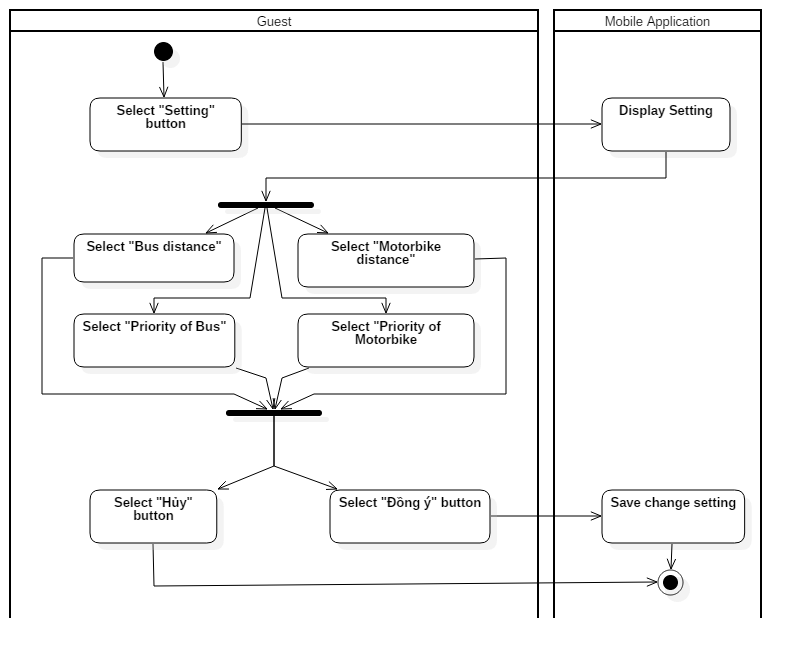 Guest
Mobile Application
Select "Setting"
button
Display Setting
Select "Bus distance"
Select "Motorbike
distance"
Select "Priority of Bus"
Select "Priority of
Motorbike
Select "Hủy"
button
Select "Đồng ý" button
Save change setting